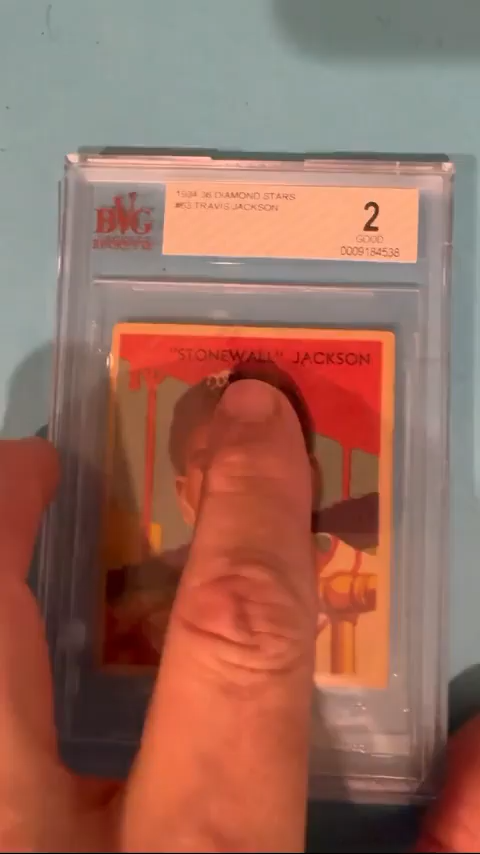 BVG
1934-36 DIAMOND STARS
#63 TRAVIS JACKSON
2
GOOD
0009184538
"STONEWALL" JACKSON